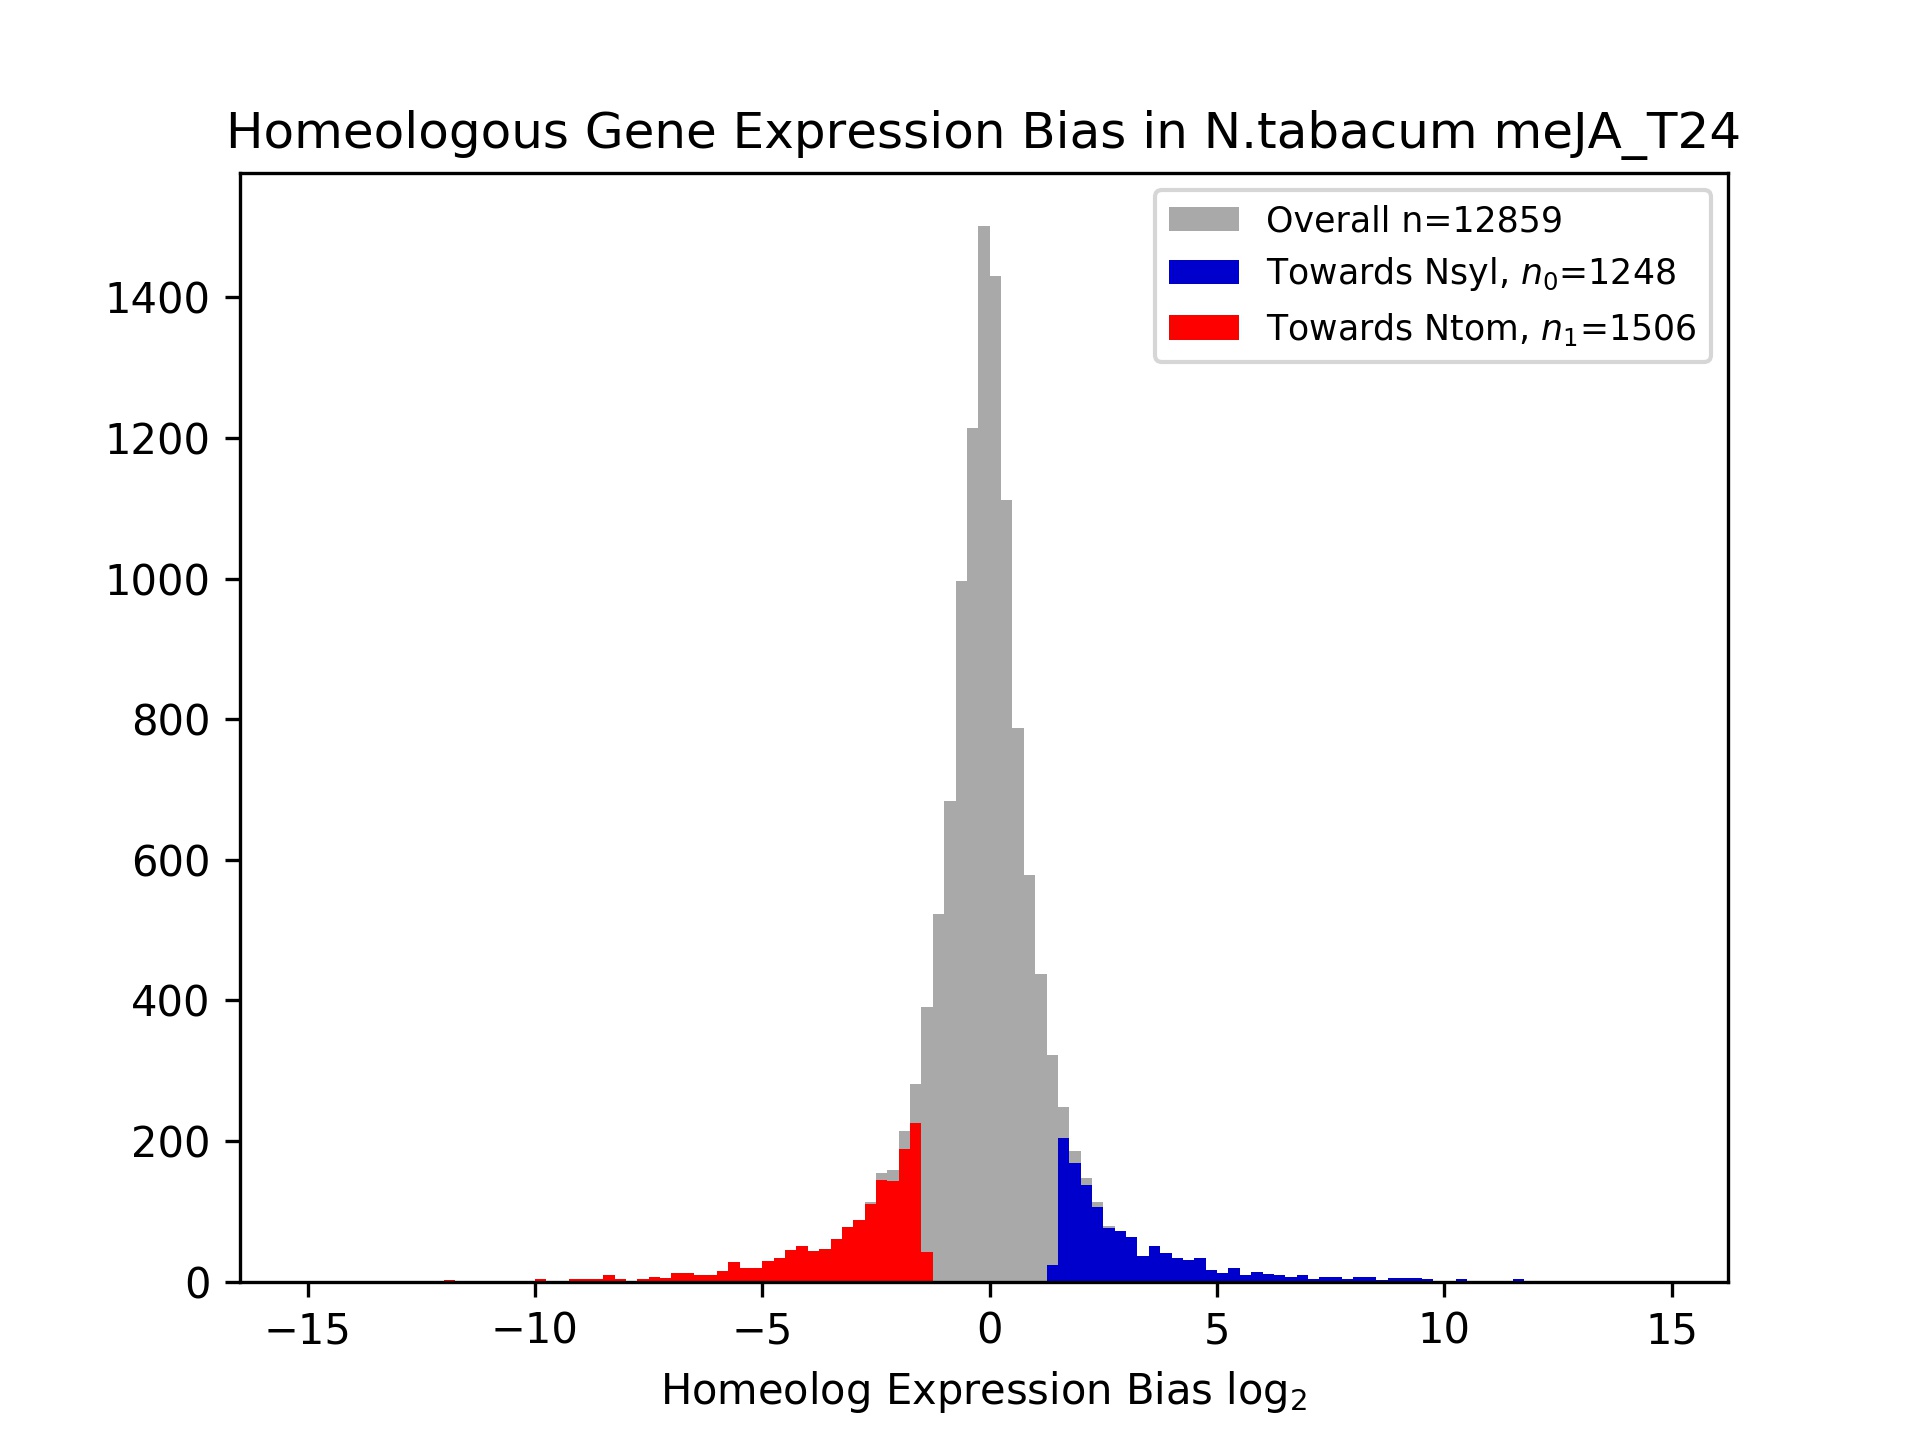 Homeologous Gene Expression Bias in N.tabacum meJA_T24
Overall n=12859
Towards Nsyl, n₀=1248
Towards Ntom, n₁=1506
1400
1200
1000
800
600
400
200
0
−15 −10 −5 0 5 10 15
Homeolog Expression Bias log₂